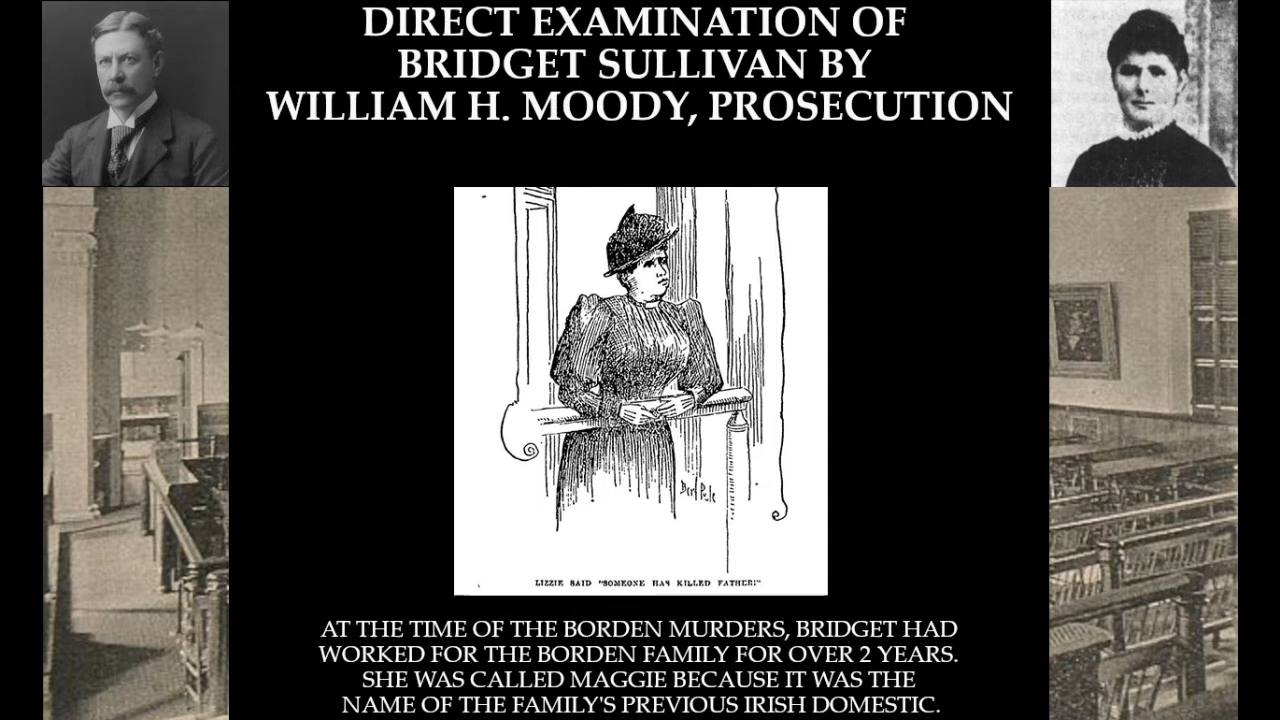 DIRECT EXAMINATION OF
BRIDGET SULLIVAN BY
WILLIAM H. MOODY, PROSECUTION
LIZZIE SAID "SOMEONE HAS KILLED FATHER!"
AT THE TIME OF THE BORDEN MURDERS, BRIDGET HAD
WORKED FOR THE BORDEN FAMILY FOR OVER 2 YEARS.
SHE WAS CALLED MAGGIE BECAUSE IT WAS THE
NAME OF THE FAMILY'S PREVIOUS IRISH DOMESTIC.